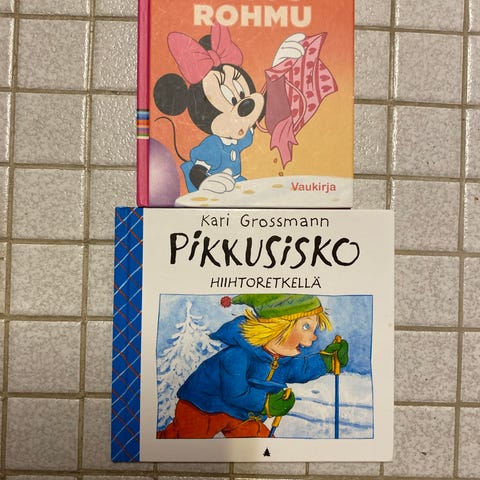 ROHMU
Vaukirja
Kari Grossmann
PIKKUSISKO
HIIHTORETKELLÄ